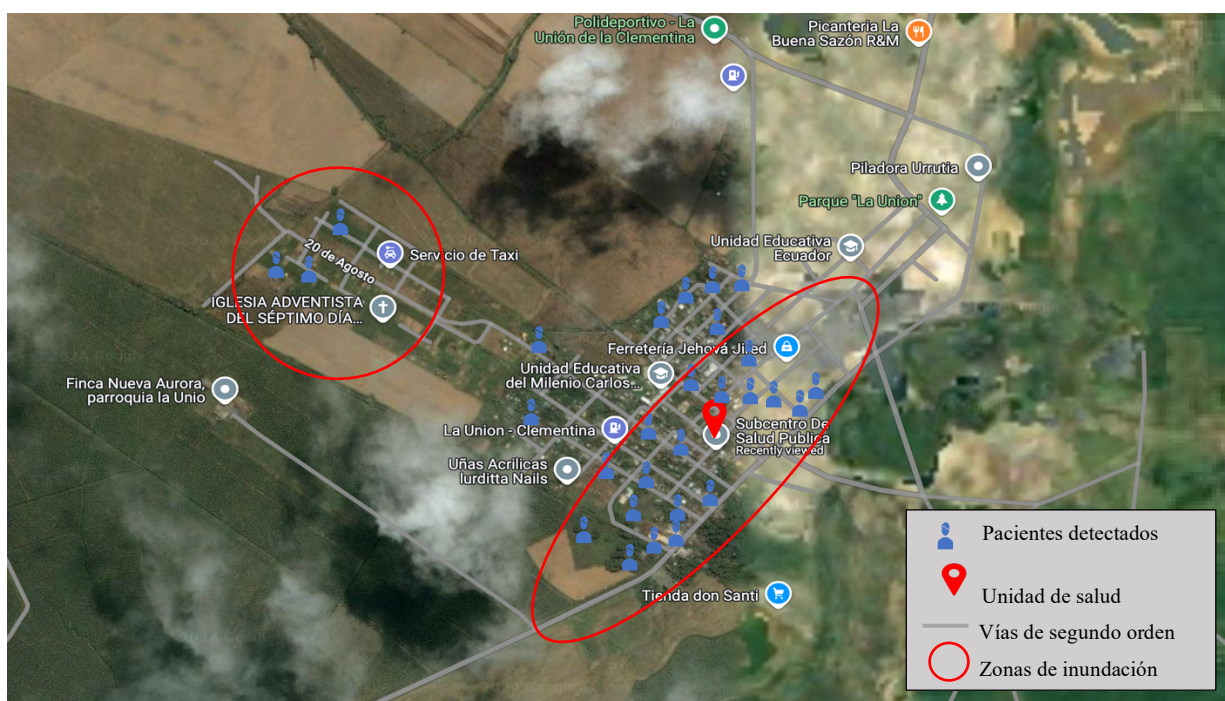 Polideportivo - La
Unión de la Clementina
Picanteria La
Buena Sazón R&M
Piladora Urrutia
Parque "La Union"
Unidad Educativa
Ecuador
20 de Agosto
Servicio de Taxi
IGLESIA ADVENTISTA
DEL SÉPTIMO DÍA...
Ferretería Jehová Jired
Unidad Educativa
del Milenio Carlos...
Finca Nueva Aurora,
parroquia la Unio
La Union - Clementina
Subcentro De
Salud Publica
Recently viewed
Uñas Acrilicas
lurditta Nails
Tienda don Santi
Pacientes detectados
Unidad de salud
Vías de segundo orden
Zonas de inundación